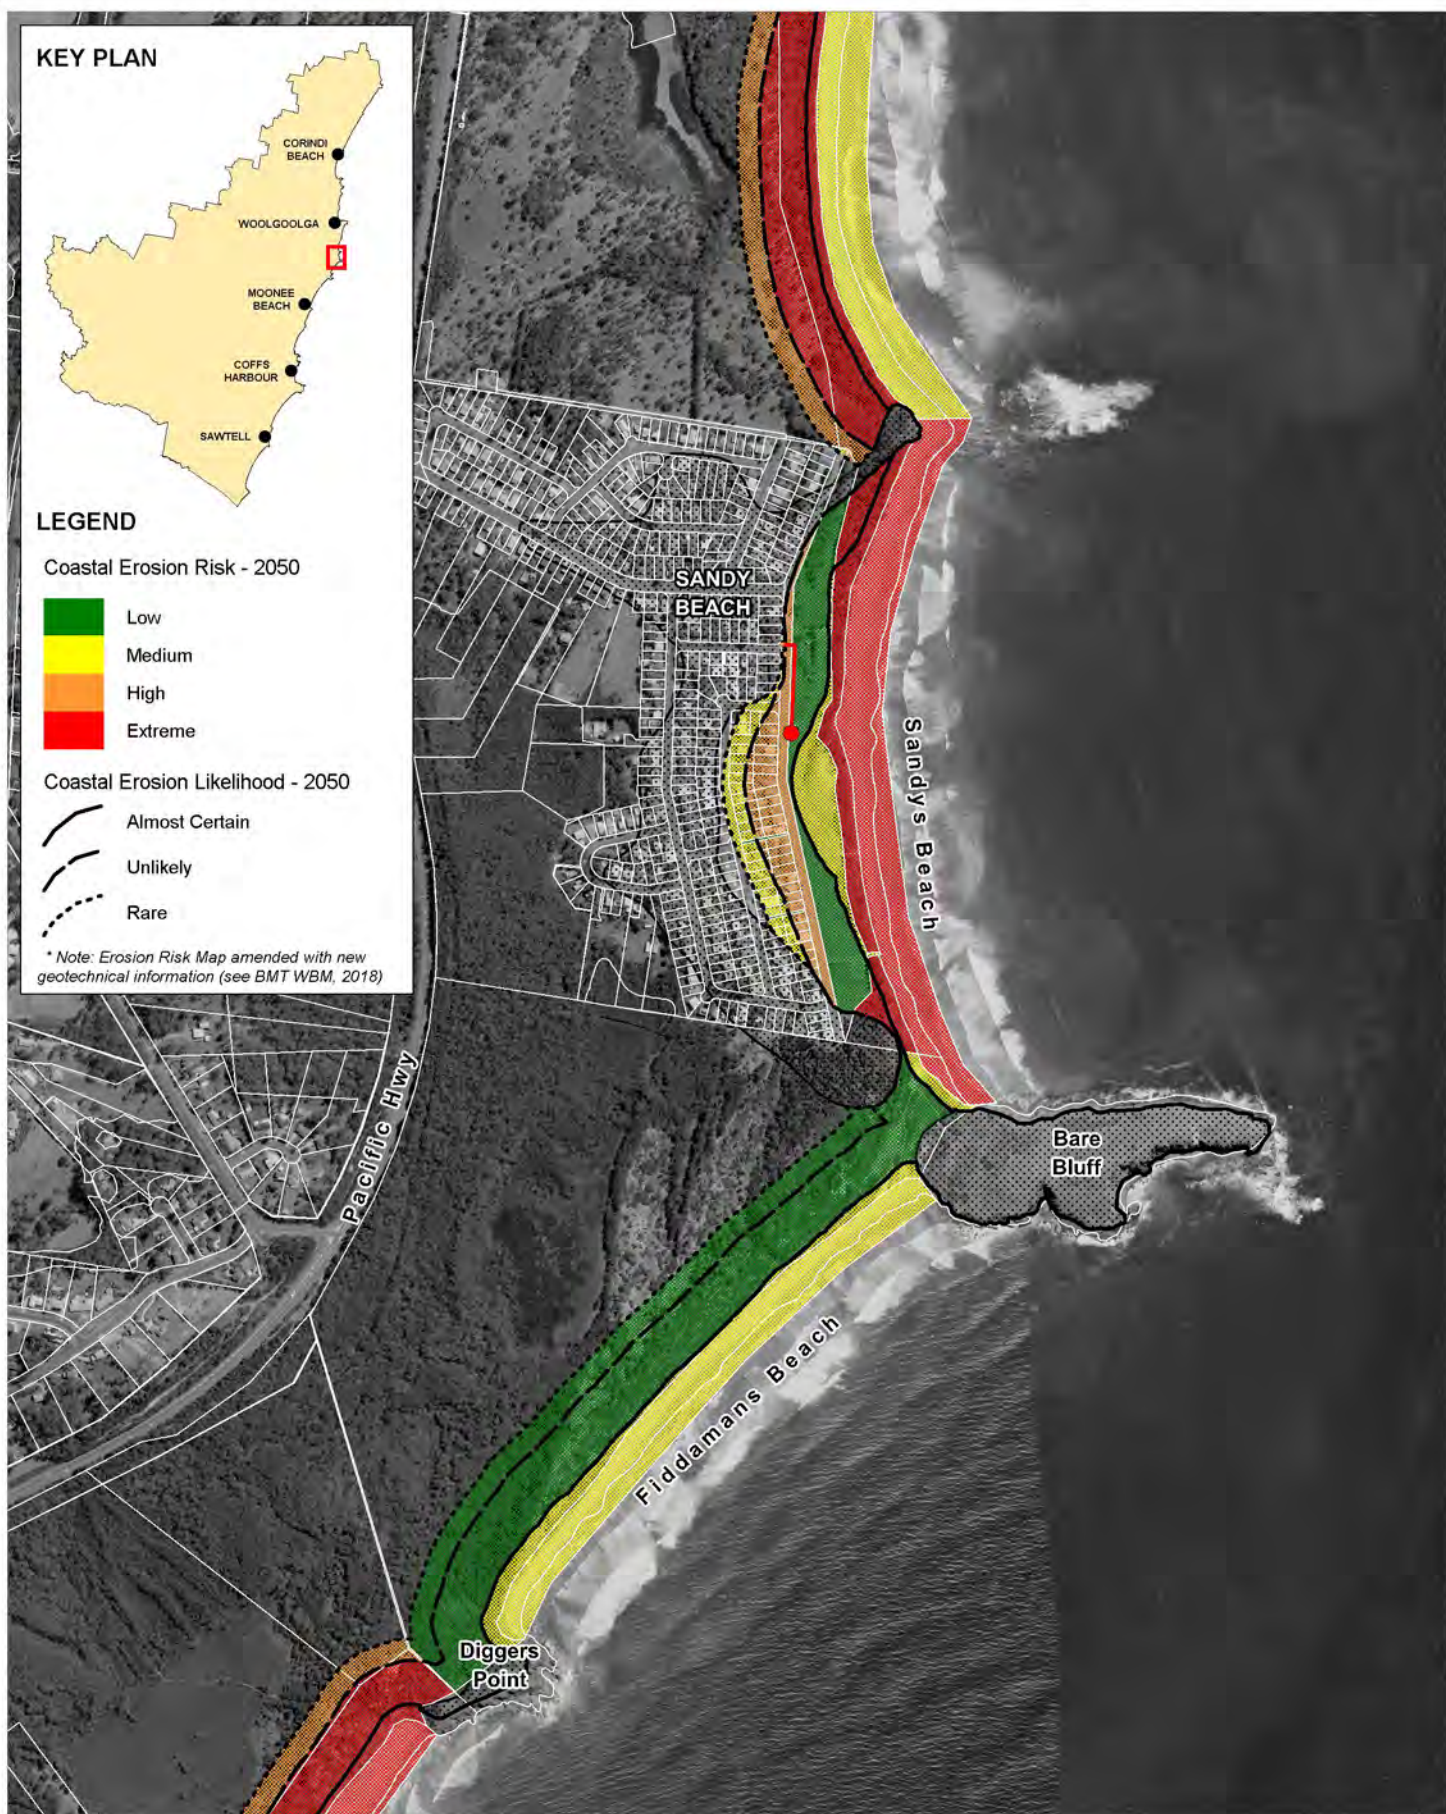 KEY PLAN
CORINDI
BEACH
WOOLGOOLGA
MOONEE
BEACH
COFFS
HARBOUR
SAWTELL
LEGEND
Coastal Erosion Risk - 2050
Low
Medium
High
Extreme
Coastal Erosion Likelihood - 2050
Almost Certain
Unlikely
Rare
* Note: Erosion Risk Map amended with new
geotechnical information (see BMT WBM, 2018)
SANDY
BEACH
Sandys Beach
Bare
Bluff
Pacific Hwy
Fiddamans Beach
Diggers
Point